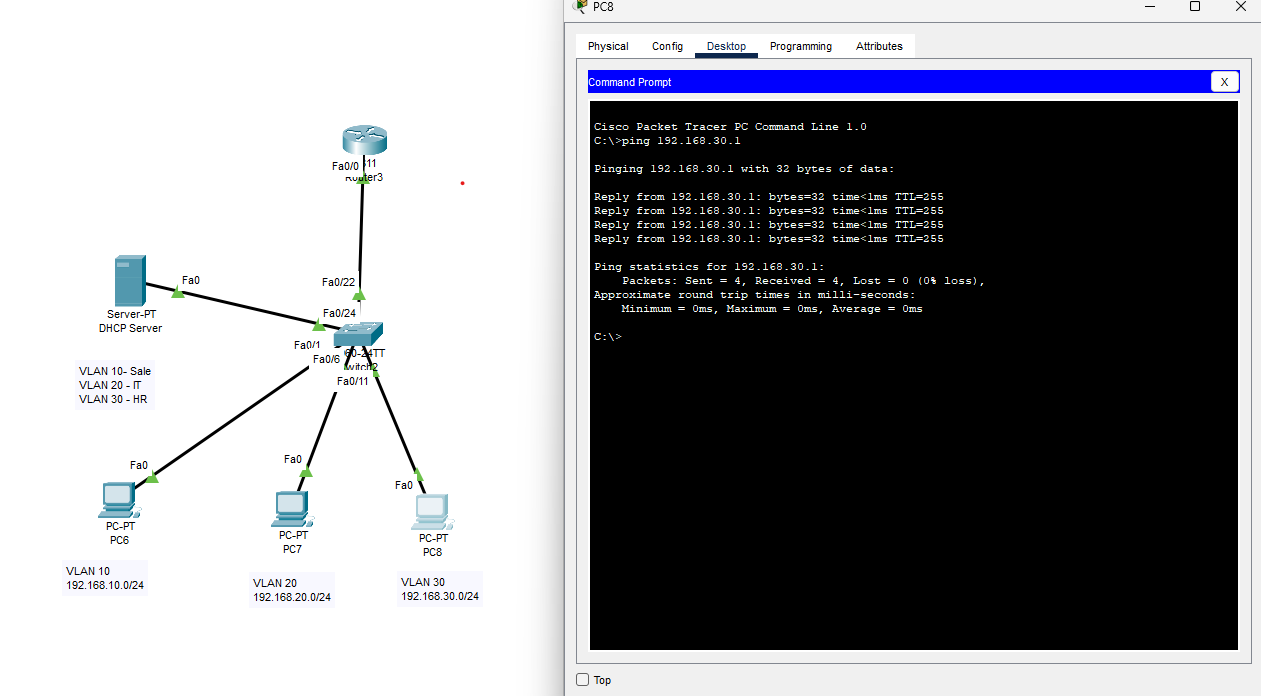 Fa0/0
11
Router3
Fa0
Fa0/22
Server-PT
DHCP Server
Fa0/24
Fa0/1
Fa0/6
60-24TT
witch2
Fa0/11
VLAN 10- Sale
VLAN 20 - IT
VLAN 30 - HR
Fa0
PC-PT
PC6
Fa0
PC-PT
PC7
Fa0
PC-PT
PC8
VLAN 10
192.168.10.0/24
VLAN 20
192.168.20.0/24
VLAN 30
192.168.30.0/24
PC8
Physical Config Desktop Programming Attributes
Command Prompt X
Cisco Packet Tracer PC Command Line 1.0
C:\>ping 192.168.30.1
Pinging 192.168.30.1 with 32 bytes of data:
Reply from 192.168.30.1: bytes=32 time<1ms TTL=255
Reply from 192.168.30.1: bytes=32 time<1ms TTL=255
Reply from 192.168.30.1: bytes=32 time<1ms TTL=255
Reply from 192.168.30.1: bytes=32 time<1ms TTL=255
Ping statistics for 192.168.30.1:
Packets: Sent = 4, Received = 4, Lost = 0 (0% loss),
Approximate round trip times in milli-seconds:
Minimum = 0ms, Maximum = 0ms, Average = 0ms
C:\>
Top